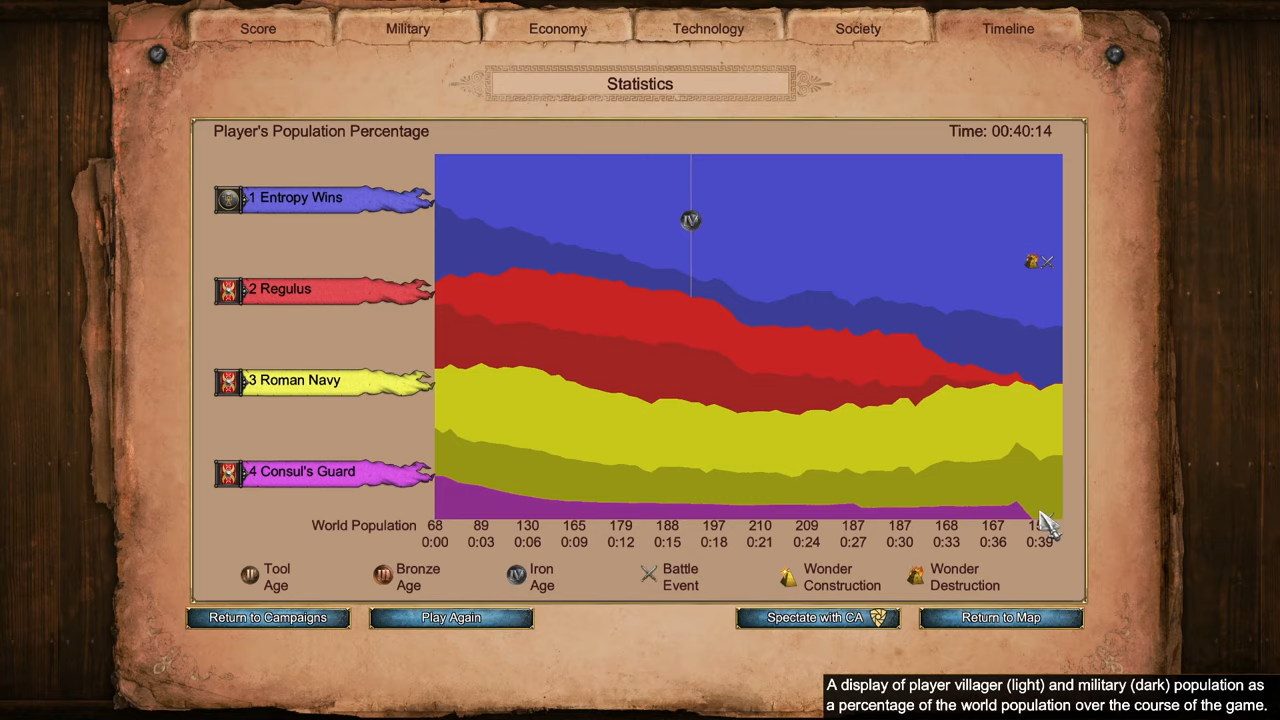 Score
Military
Economy
Technology
Society
Timeline
Statistics
Player's Population Percentage
Time: 00:40:14
1 Entropy Wins
2 Regulus
3 Roman Navy
4 Consul's Guard
IV
World Population 68 89 130 165 179 188 197 210 209 187 187 168 167
0:00 0:03 0:06 0:09 0:12 0:15 0:18 0:21 0:24 0:27 0:30 0:33 0:36 0:39
II Tool Age
III Bronze Age
IV Iron Age
Battle Event
Wonder Construction
Wonder Destruction
Return to Campaigns
Play Again
Spectate with CA
Return to Map
A display of player villager (light) and military (dark) population as
a percentage of the world population over the course of the game.